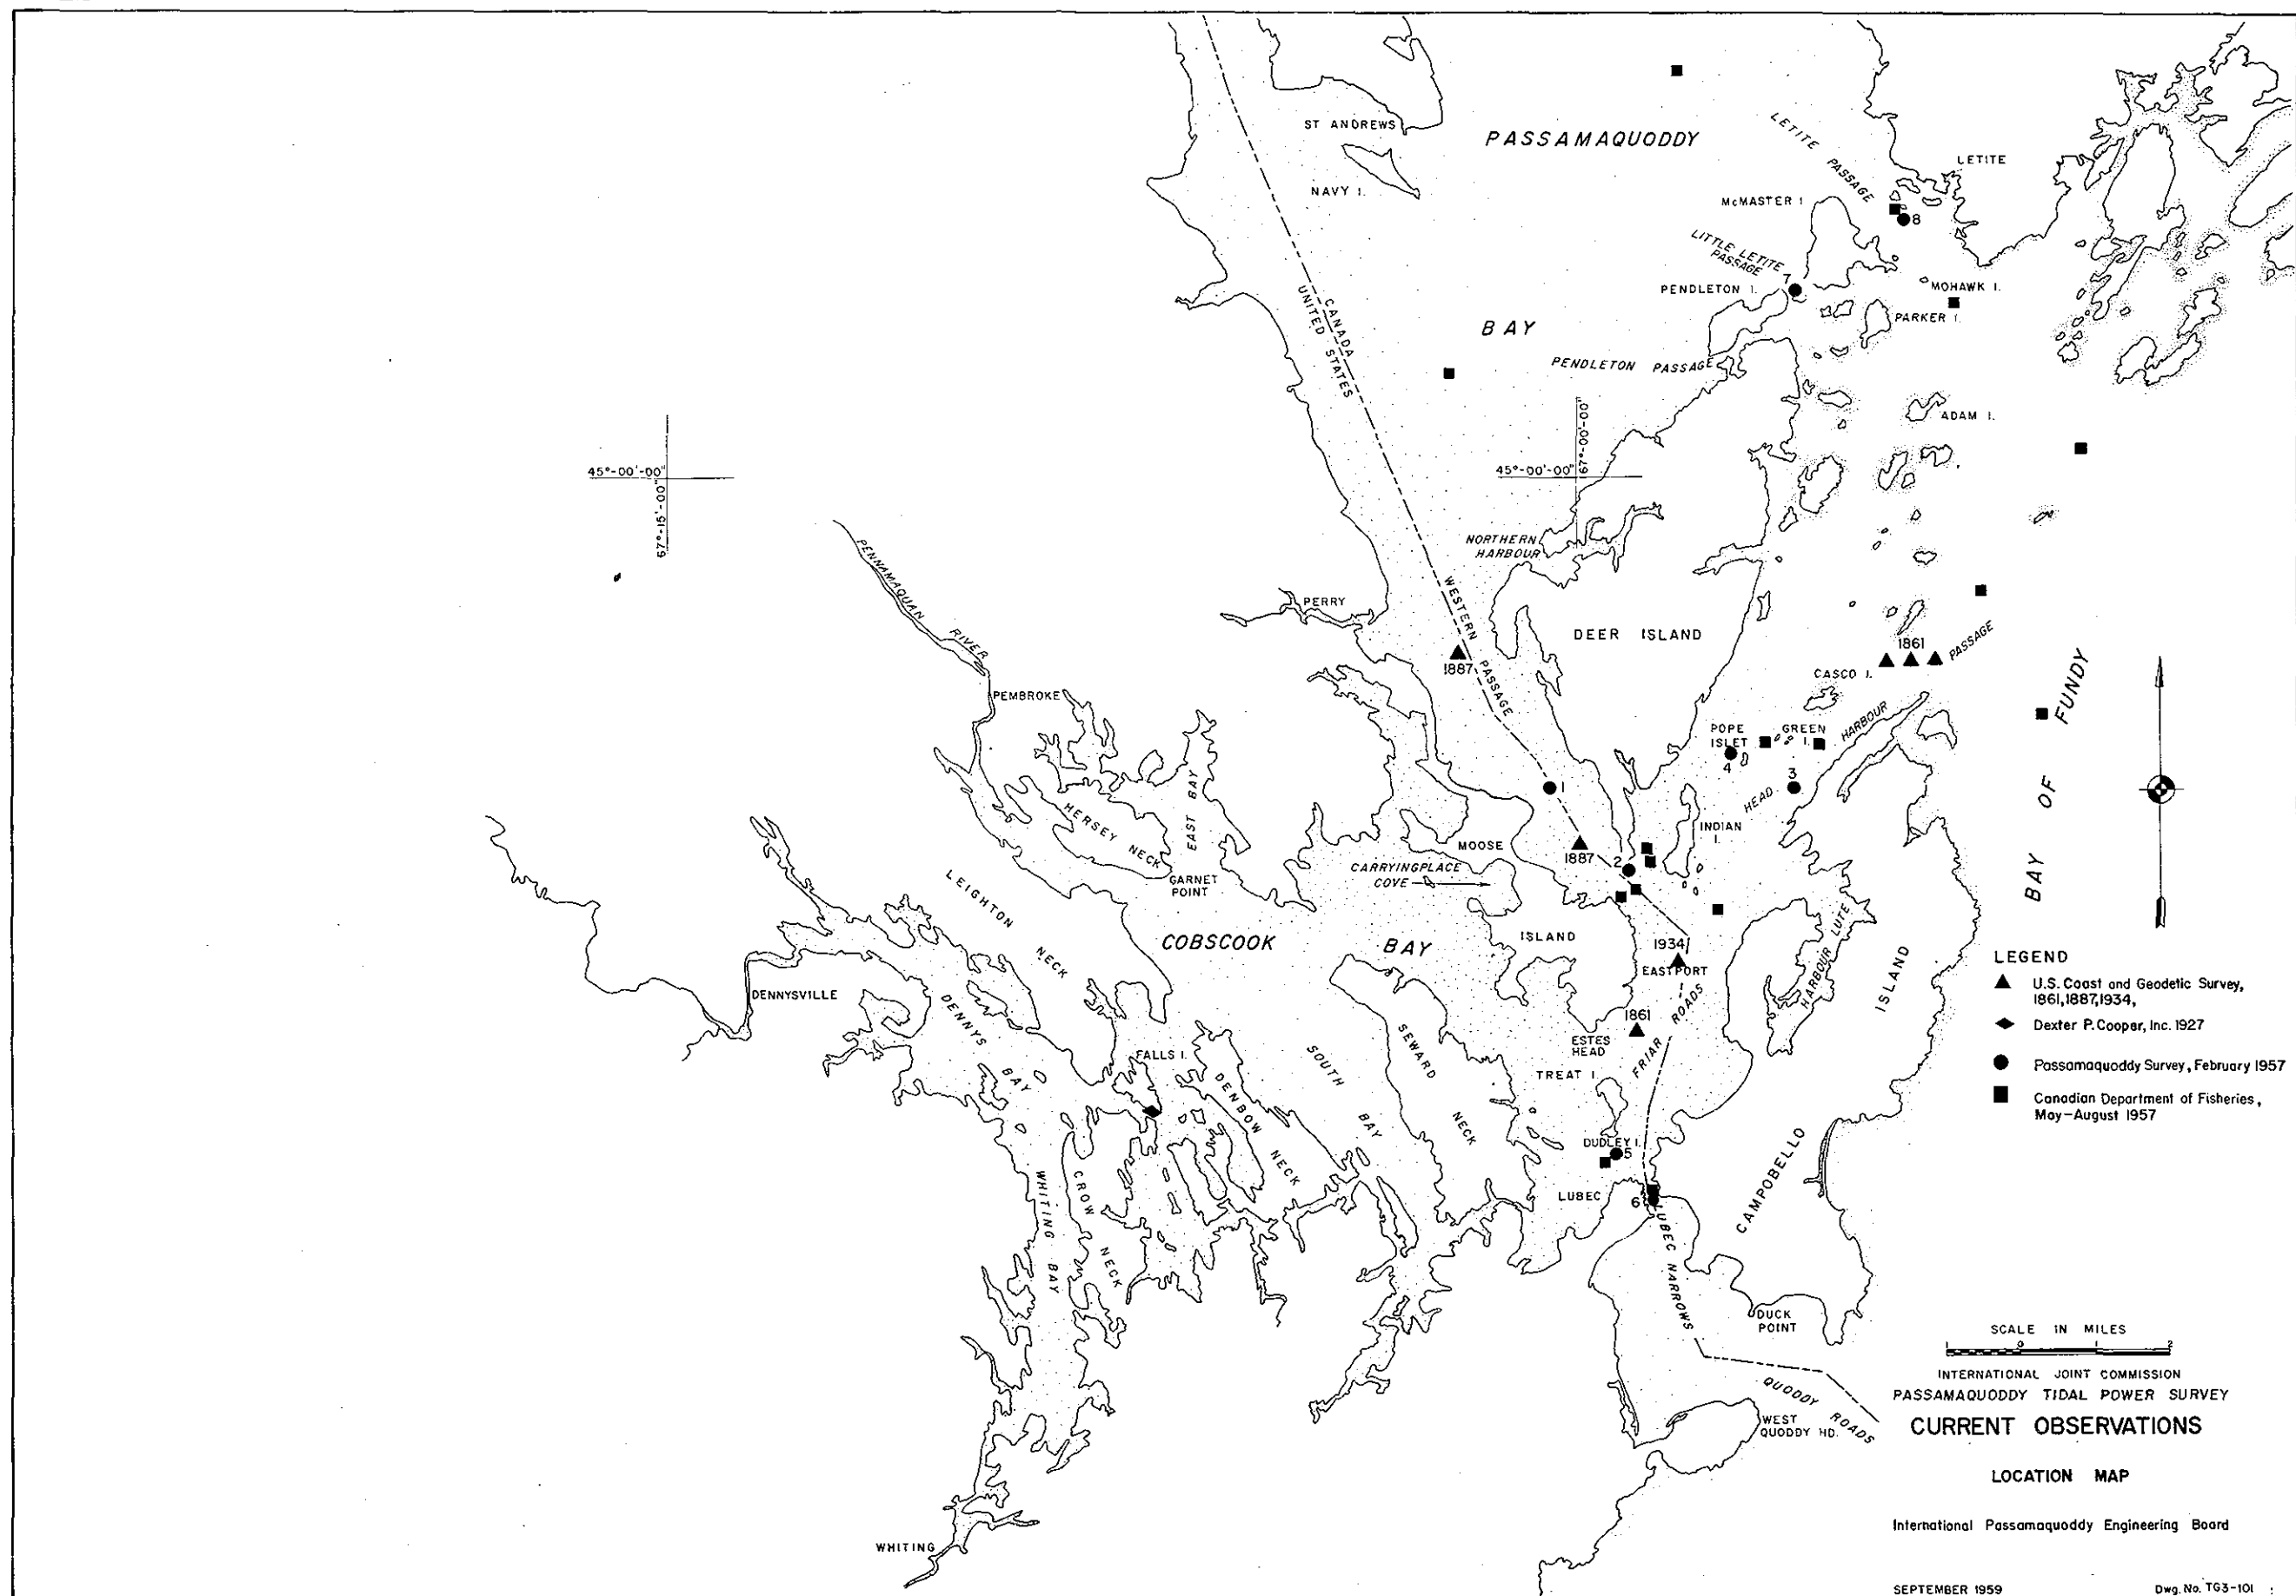 ST ANDREWS
PASSAMAQUODDY
LETITE PASSAGE
LETITE
NAVY I.
McMASTER I
8
LITTLE LETITE
PASSAGE
7
PENDLETON I.
MOHAWK I.
PARKER I.
CANADA
UNITED STATES
BAY
PENDLETON PASSAGE
ADAM I.
45°-00'-00"
67°-15'-00"
45°-00'-00"
67°-00'-00"
PENNAMAQUAN RIVER
NORTHERN
HARBOUR
PERRY
WESTERN PASSAGE
DEER ISLAND
1887
1861
PASSAGE
CASCO I.
PEMBROKE
POPE
ISLET
GREEN
I.
HARBOUR
4
3
HEAD
BAY OF FUNDY
HERSEY NECK
EAST BAY
1
INDIAN
I.
MOOSE
1887
2
CARRYINGPLACE
COVE
GARNET
POINT
LEIGHTON NECK
COBSCOOK
BAY
ISLAND
1934
EASTPORT
HARBOUR LUTE
ISLAND
DENNYSVILLE
DENNYS BAY
1861
ESTES
HEAD
FRIAR ROADS
FALLS I.
DENBOW NECK
SOUTH BAY
SEWARD NECK
TREAT I.
DUDLEY I.
5
LUBEC
6
LUBEC NARROWS
CAMPOBELLO
WHITING BAY
CROW NECK
DUCK
POINT
QUODDY ROADS
WEST
QUODDY HD.
WHITING
LEGEND
U.S. Coast and Geodetic Survey,
1861,1887,1934,
Dexter P. Cooper, Inc. 1927
Passamaquoddy Survey, February 1957
Canadian Department of Fisheries,
May-August 1957
SCALE IN MILES
1 0 1 2
INTERNATIONAL JOINT COMMISSION
PASSAMAQUODDY TIDAL POWER SURVEY
CURRENT OBSERVATIONS
LOCATION MAP
International Passamaquoddy Engineering Board
SEPTEMBER 1959
Dwg. No. TG3-101